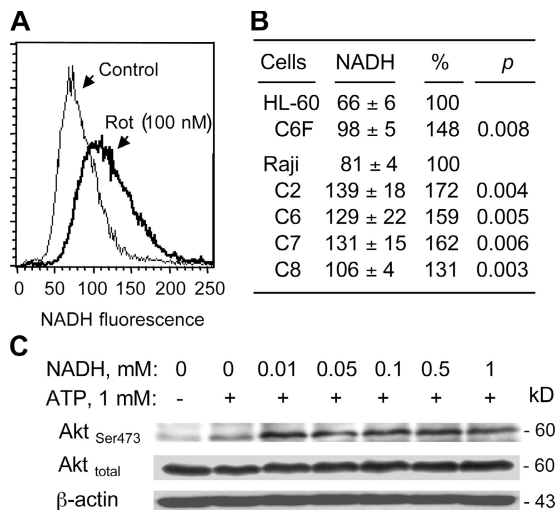 A
Control
Rot (100 nM)
0 50 100 150 200 250
NADH fluorescence
B
Cells NADH % p
HL-60 66 ± 6 100
C6F 98 ± 5 148 0.008
Raji 81 ± 4 100
C2 139 ± 18 172 0.004
C6 129 ± 22 159 0.005
C7 131 ± 15 162 0.006
C8 106 ± 4 131 0.003
C
NADH, mM: 0 0 0.01 0.05 0.1 0.5 1
ATP, 1 mM: - + + + + + + kD
Akt Ser473 - 60
Akt total - 60
β-actin - 43